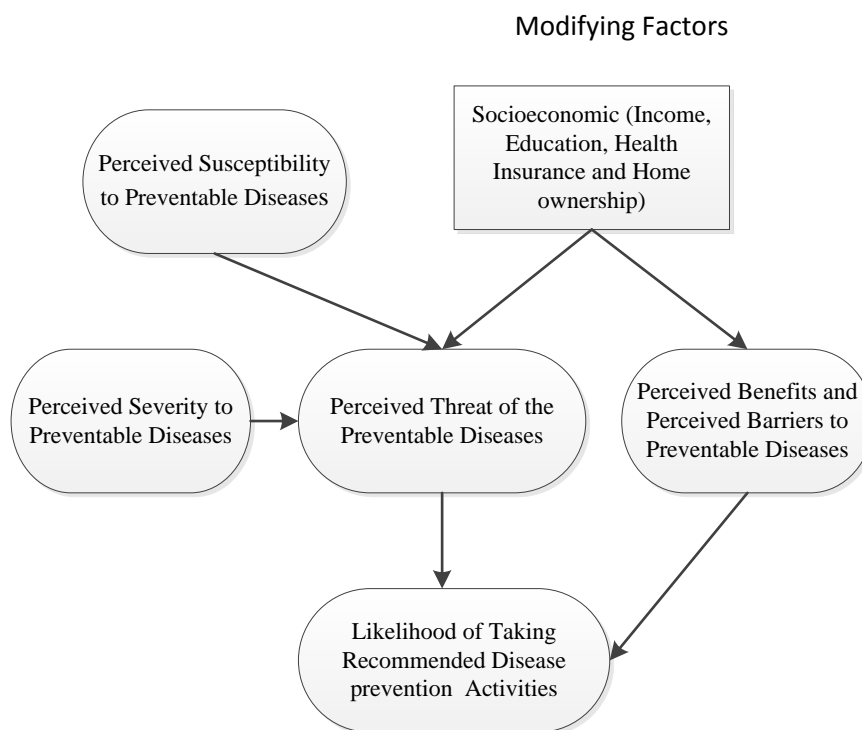 Modifying Factors
Socioeconomic (Income,
Education, Health
Insurance and Home
ownership)
Perceived Susceptibility
to Preventable Diseases
Perceived Severity to
Preventable Diseases
Perceived Threat of the
Preventable Diseases
Perceived Benefits and
Perceived Barriers to
Preventable Diseases
Likelihood of Taking
Recommended Disease
prevention Activities